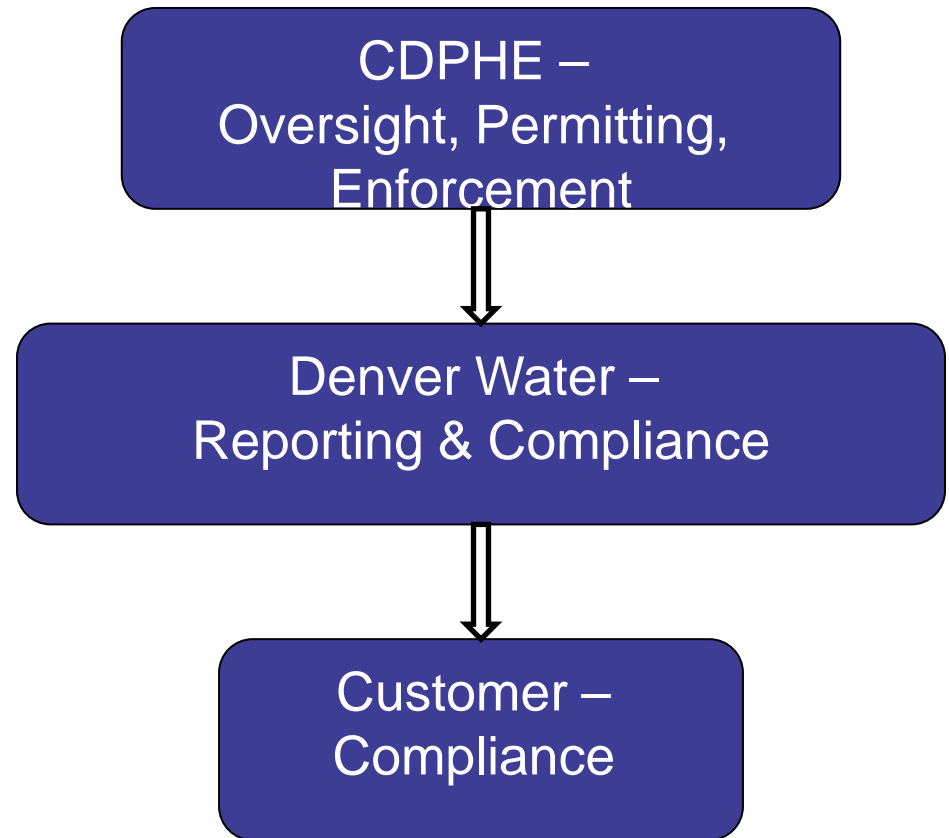 CDPHE –
Oversight, Permitting,
Enforcement
Denver Water –
Reporting & Compliance
Customer –
Compliance